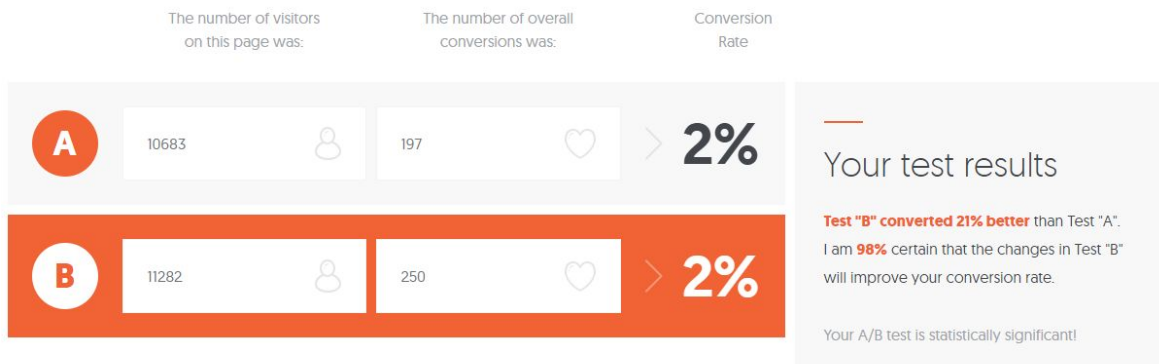 The number of visitors
on this page was:
The number of overall
conversions was:
Conversion
Rate
A
10683
197
2%
B
11282
250
2%
Your test results
Test "B" converted 21% better than Test "A".
I am 98% certain that the changes in Test "B"
will improve your conversion rate.
Your A/B test is statistically significant!